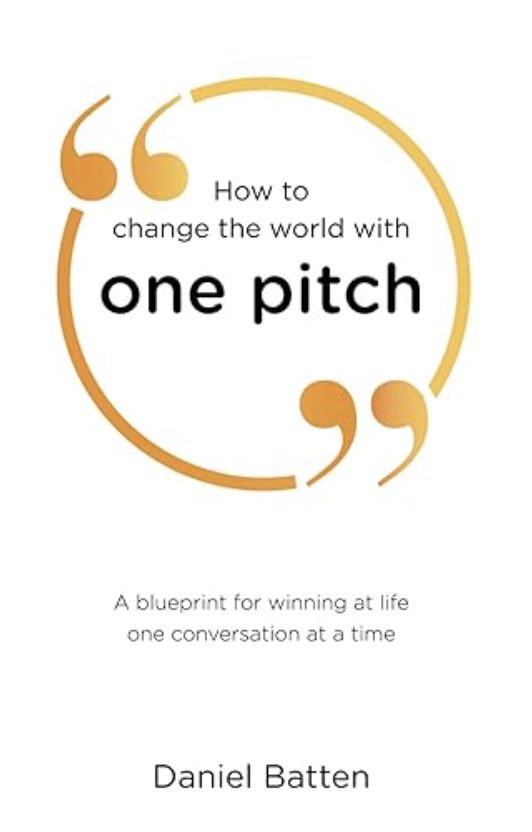 How to
change the world with
one pitch
A blueprint for winning at life
one conversation at a time
Daniel Batten